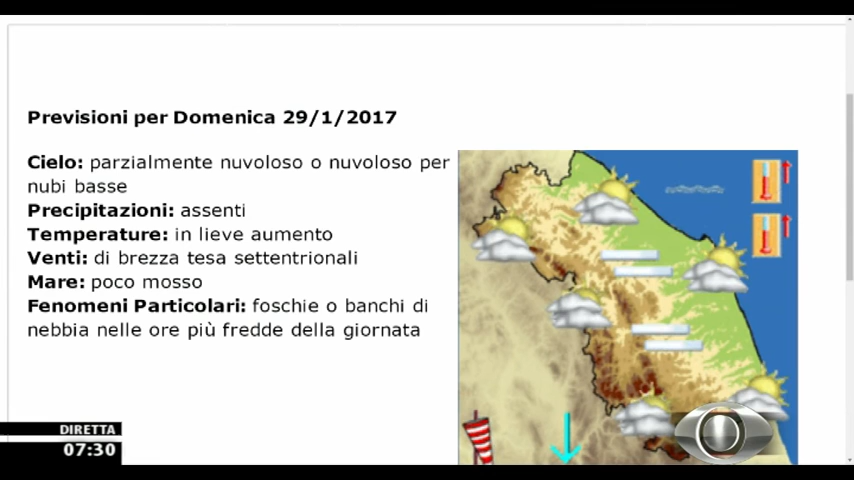 Previsioni per Domenica 29/1/2017
Cielo: parzialmente nuvoloso o nuvoloso per
nubi basse
Precipitazioni: assenti
Temperature: in lieve aumento
Venti: di brezza tesa settentrionali
Mare: poco mosso
Fenomeni Particolari: foschie o banchi di
nebbia nelle ore più fredde della giornata
DIRETTA
07:30